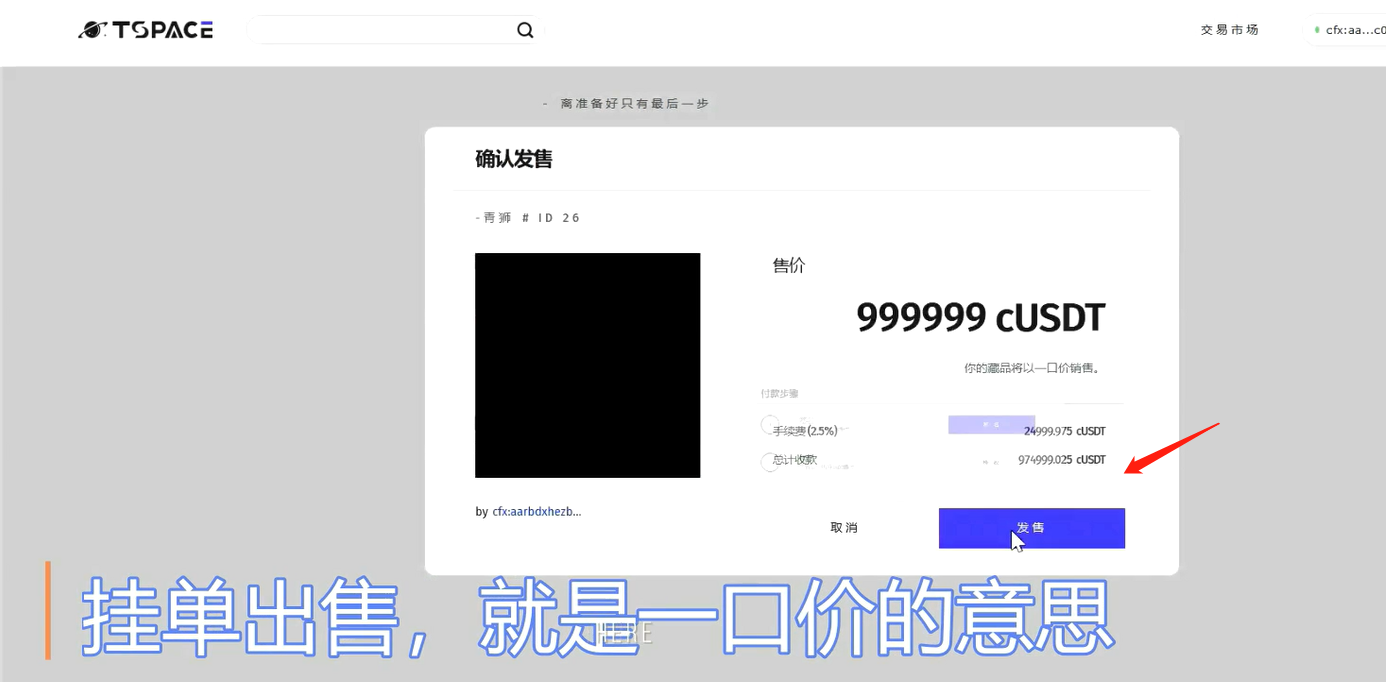 TSPACE
交易市场
cfx:aa...c0
- 离准备好只有最后一步
确认发售
-青狮 # ID 26
售价
999999 cUSDT
你的藏品将以一口价销售。
付款步骤
手续费(2.5%) 24999.975 cUSDT
总计收款 974999.025 cUSDT
by cfx:aarbdxhezb...
取消
发售
挂单出售，就是一口价的意思
HERE